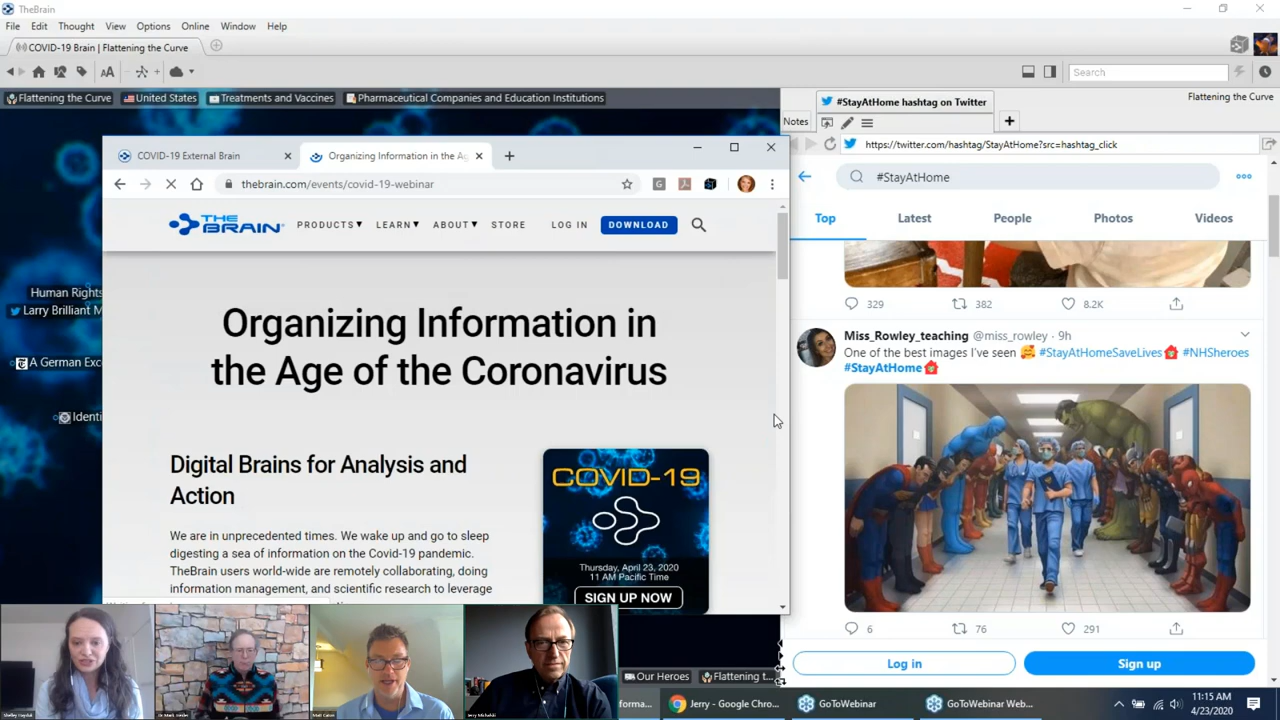 TheBrain
File Edit Thought View Options Online Window Help
COVID-19 Brain | Flattening the Curve
AA
Search
Flattening the Curve
United States
Treatments and Vaccines
Pharmaceutical Companies and Education Institutions
COVID-19 External Brain
Organizing Information in the Ag
thebrain.com/events/covid-19-webinar
THE BRAIN
PRODUCTS LEARN ABOUT STORE LOG IN DOWNLOAD
Organizing Information in
the Age of the Coronavirus
Digital Brains for Analysis and
Action
We are in unprecedented times. We wake up and go to sleep
digesting a sea of information on the Covid-19 pandemic.
TheBrain users world-wide are remotely collaborating, doing
information management, and scientific research to leverage
COVID-19
Thursday, April 23, 2020
11 AM Pacific Time
SIGN UP NOW
Human Rights
Larry Brilliant M
A German Exc
Identi
#StayAtHome hashtag on Twitter
Flattening the Curve
Notes
https://twitter.com/hashtag/StayAtHome?src=hashtag_click
#StayAtHome
Top Latest People Photos Videos
329 382 8.2K
Miss_Rowley_teaching @miss_rowley · 9h
One of the best images I've seen 🥰 #StayAtHomeSaveLives #NHSheroes
#StayAtHome
6 76 291
Log in Sign up
Our Heroes
Flattening t...
Jerry - Google Chro...
GoToWebinar
GoToWebinar Web...
11:15 AM
4/23/2020